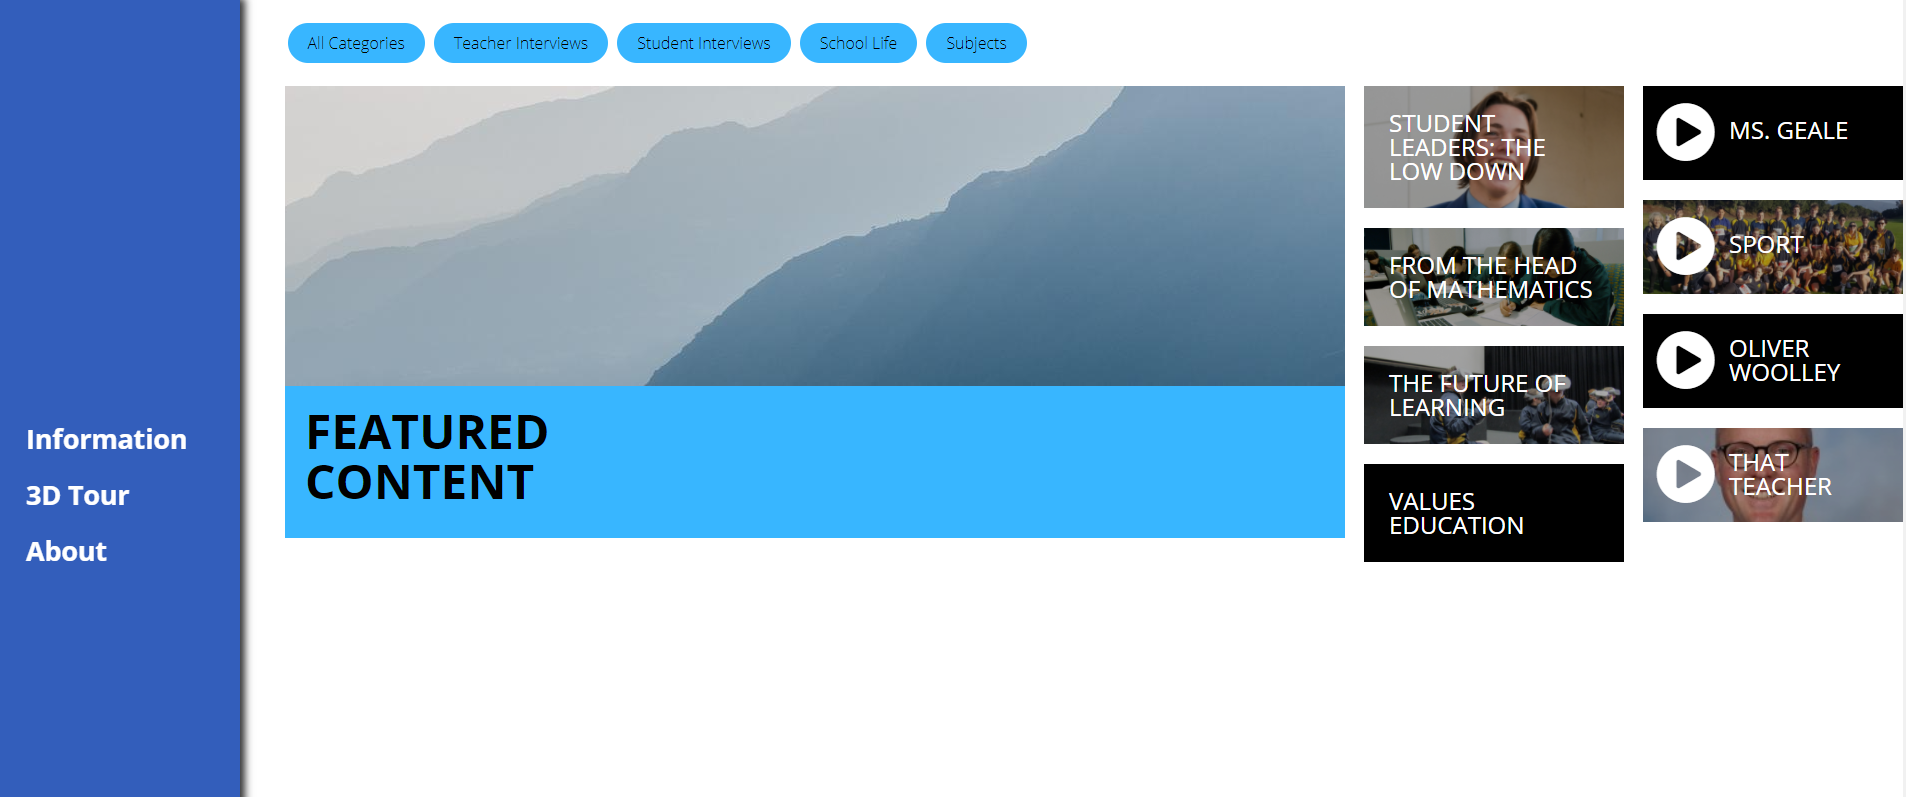 All Categories
Teacher Interviews
Student Interviews
School Life
Subjects
Information
3D Tour
About
FEATURED
CONTENT
STUDENT
LEADERS: THE
LOW DOWN
FROM THE HEAD
OF MATHEMATICS
THE FUTURE OF
LEARNING
VALUES
EDUCATION
MS. GEALE
SPORT
OLIVER
WOOLLEY
THAT
TEACHER